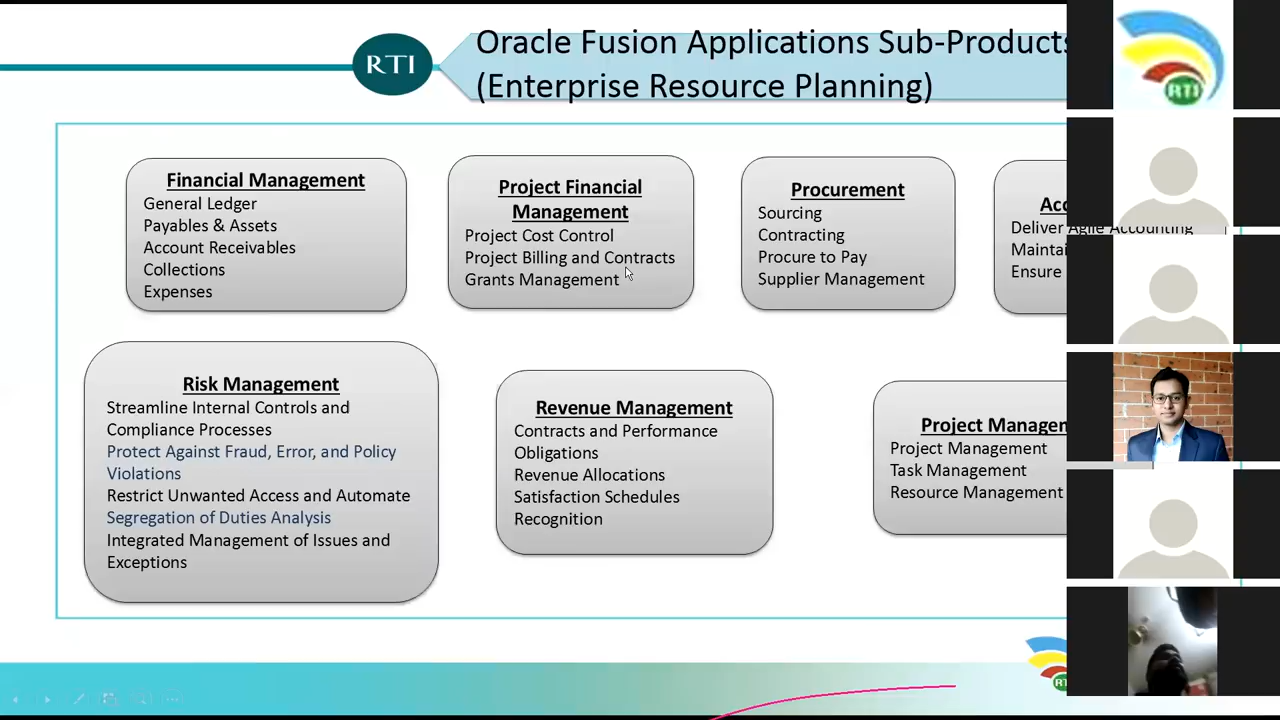 RTI
Oracle Fusion Applications Sub-Products
(Enterprise Resource Planning)
RTI
Financial Management
General Ledger
Payables & Assets
Account Receivables
Collections
Expenses
Project Financial
Management
Project Cost Control
Project Billing and Contracts
Grants Management
Procurement
Sourcing
Contracting
Procure to Pay
Supplier Management
Deliver Agile Accounting
Ensure
Risk Management
Streamline Internal Controls and
Compliance Processes
Protect Against Fraud, Error, and Policy
Violations
Restrict Unwanted Access and Automate
Segregation of Duties Analysis
Integrated Management of Issues and
Exceptions
Revenue Management
Contracts and Performance
Obligations
Revenue Allocations
Satisfaction Schedules
Recognition
Project
Project Management
Task Management
Resource Management